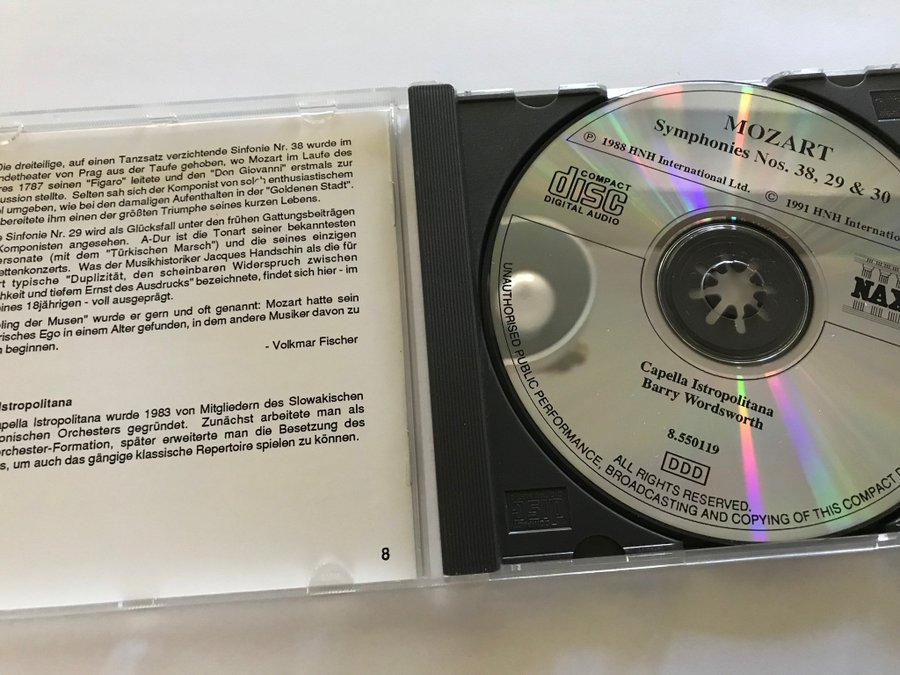 Die dreiteilige, auf einen Tanzsatz verzichtende Sinfonie Nr. 38 wurde im
ndetheater von Prag aus der Taufe gehoben, wo Mozart im Laufe des
res 1787 seinen "Figaro" leitete und den "Don Giovanni" erstmals zur
ussion stellte. Selten sah sich der Komponist von enthusiastischem
el umgeben, wie bei den damaligen Aufenthalten in der "Goldenen Stadt".
bereitete ihm einen der größten Triumphe seines kurzen Lebens.
e Sinfonie Nr. 29 wird als Glücksfall unter den frühen Gattungsbeiträgen
Komponisten angesehen. A-Dur ist die Tonart seiner bekanntesten
ersonate (mit dem "Türkischen Marsch") und die seines einzigen
ettenkonzerts. Was der Musikhistoriker Jacques Handschin als die für
rt typische "Duplizität, den scheinbaren Widerspruch zwischen
chkeit und tiefem Ernst des Ausdrucks" bezeichnete, findet sich hier - im
eines 18jährigen - voll ausgeprägt.
ling der Musen" wurde er gern und oft genannt: Mozart hatte sein
risches Ego in einem Alter gefunden, in dem andere Musiker davon zu
n beginnen.
- Volkmar Fischer
Istropolitana
apella Istropolitana wurde 1983 von Mitgliedern des Slowakischen
onischen Orchesters gegründet. Zunächst arbeitete man als
orchester-Formation, später erweiterte man die Besetzung des
s, um auch das gängige klassische Repertoire spielen zu können.
8
MOZART
Symphonies Nos. 38, 29 & 30
Ⓟ 1988 HNH International Ltd.
© 1991 HNH Internatio
COMPACT
disc
DIGITAL AUDIO
NAX
Capella Istropolitana
Barry Wordsworth
8.550119
DDD
ALL RIGHTS RESERVED.
UNAUTHORISED PUBLIC PERFORMANCE, BROADCASTING AND COPYING OF THIS COMPACT D